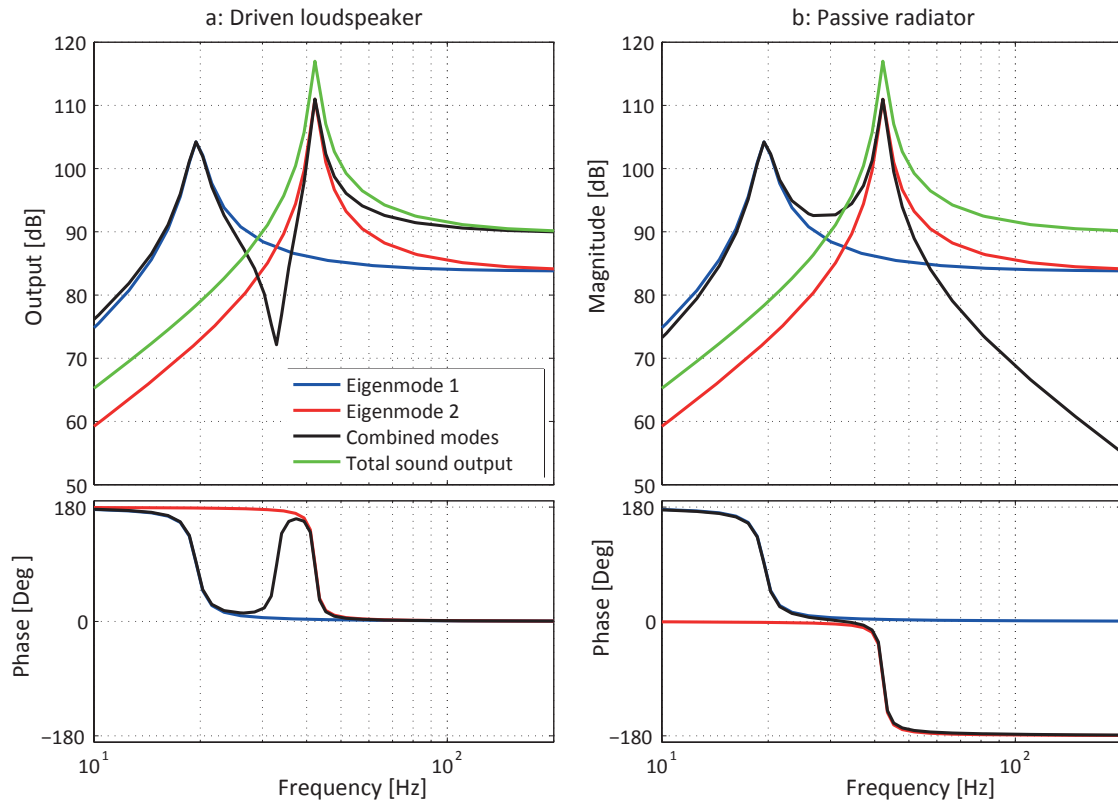 a: Driven loudspeaker
Output [dB]
120
110
100
90
80
70
60
50
Eigenmode 1
Eigenmode 2
Combined modes
Total sound output
Phase [Deg ]
180
0
−180
10^1
10^2
Frequency [Hz]
b: Passive radiator
Magnitude [dB]
120
110
100
90
80
70
60
50
Phase [Deg]
180
0
−180
10^1
10^2
Frequency [Hz]